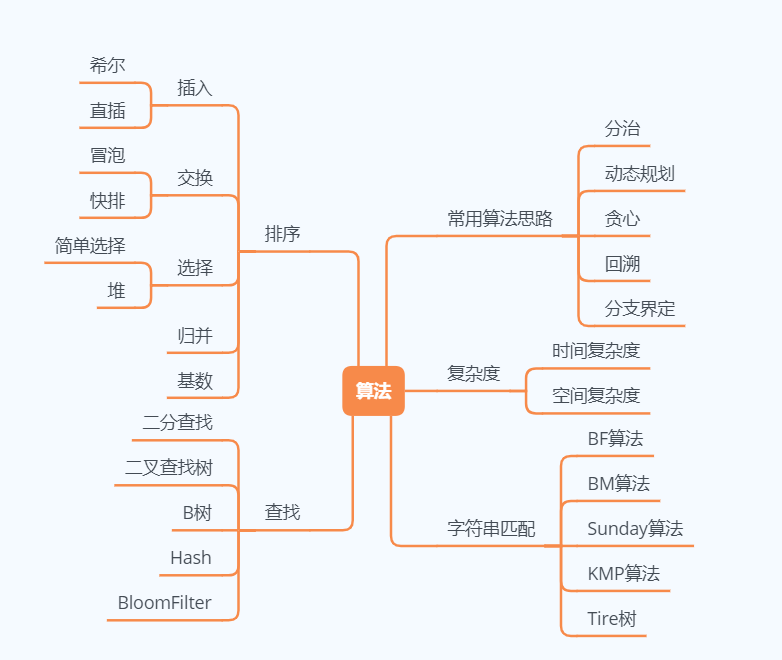 算法
常用算法思路
分治
动态规划
贪心
回溯
分支界定
复杂度
时间复杂度
空间复杂度
字符串匹配
BF算法
BM算法
Sunday算法
KMP算法
Tire树
排序
插入
希尔
直插
交换
冒泡
快排
选择
简单选择
堆
归并
基数
查找
二分查找
二叉查找树
B树
Hash
BloomFilter